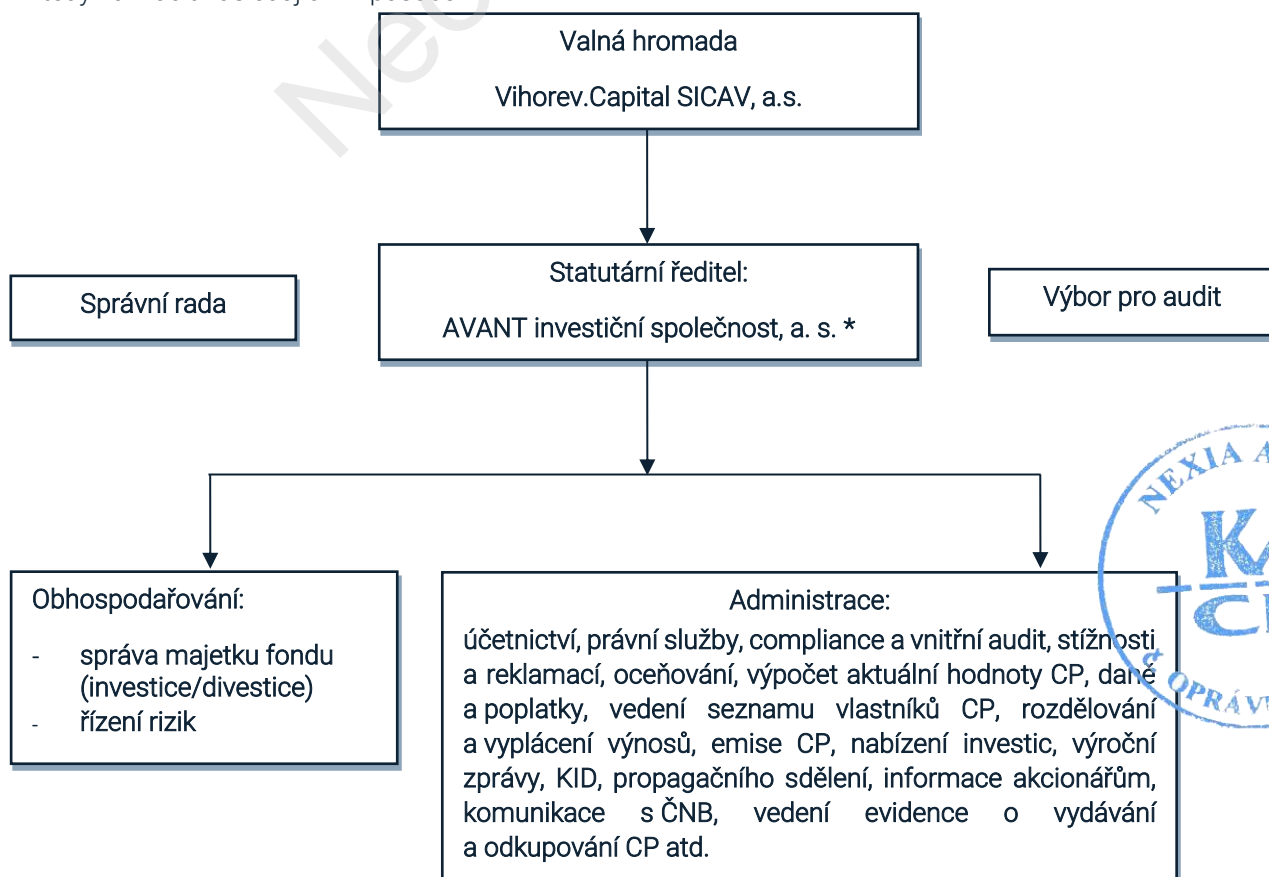 Valná hromada
Vihorev.Capital SICAV, a.s.
Statutární ředitel:
AVANT investiční společnost, a. s. *
Správní rada
Výbor pro audit
Obhospodařování:
- správa majetku fondu
(investice/divestice)
- řízení rizik
Administrace:
účetnictví, právní služby, compliance a vnitřní audit, stížnosti
a reklamací, oceňování, výpočet aktuální hodnoty CP, daně
a poplatky, vedení seznamu vlastníků CP, rozdělování
a vyplácení výnosů, emise CP, nabízení investic, výroční
zprávy, KID, propagačního sdělení, informace akcionářům,
komunikace s ČNB, vedení evidence o vydávání
a odkupování CP atd.
NEXIA A